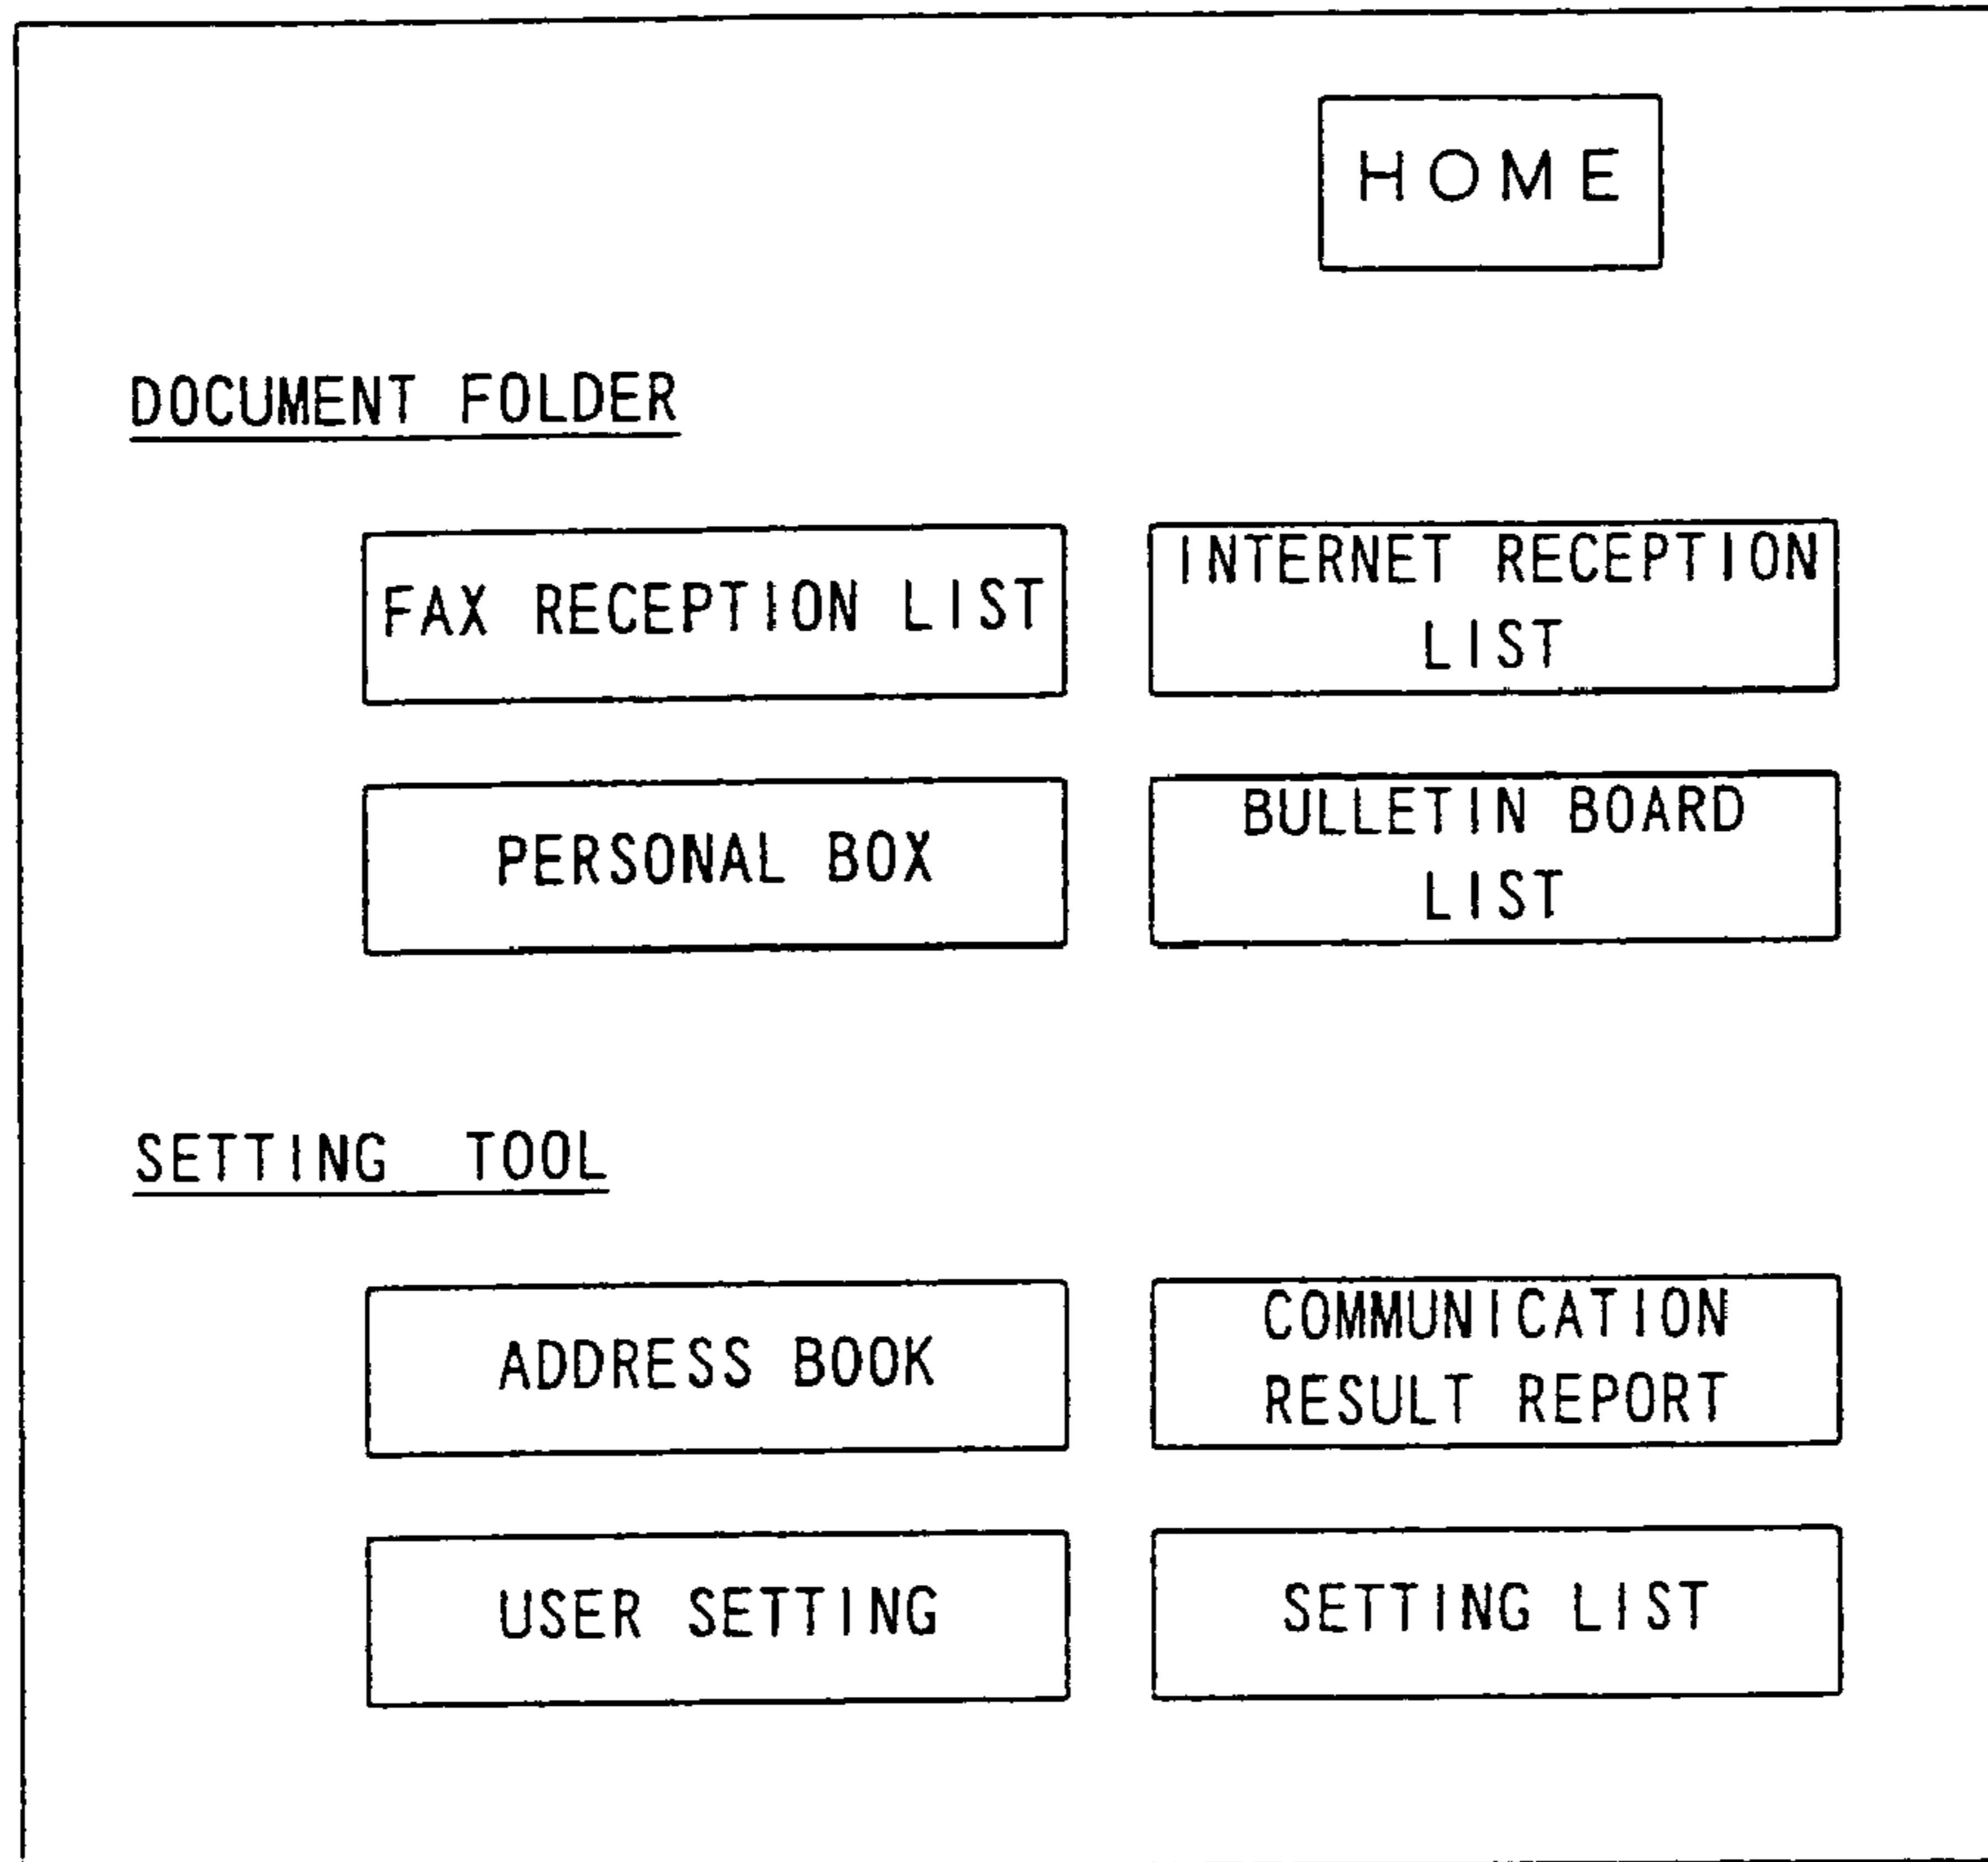 HOME
DOCUMENT FOLDER
FAX RECEPTION LIST
INTERNET RECEPTION
LIST
PERSONAL BOX
BULLETIN BOARD
LIST
SETTING TOOL
ADDRESS BOOK
COMMUNICATION
RESULT REPORT
USER SETTING
SETTING LIST